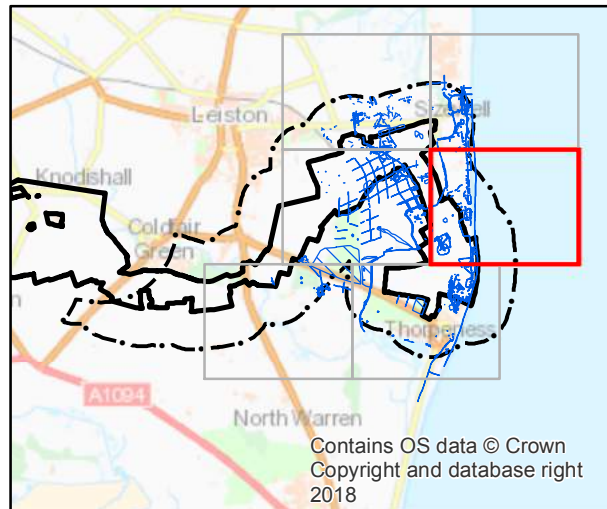 Leiston
Sizewell
Knodishall
Coldfair
Green
n
Thorpeness
A1094
North Warren
Contains OS data © Crown
Copyright and database right
2018